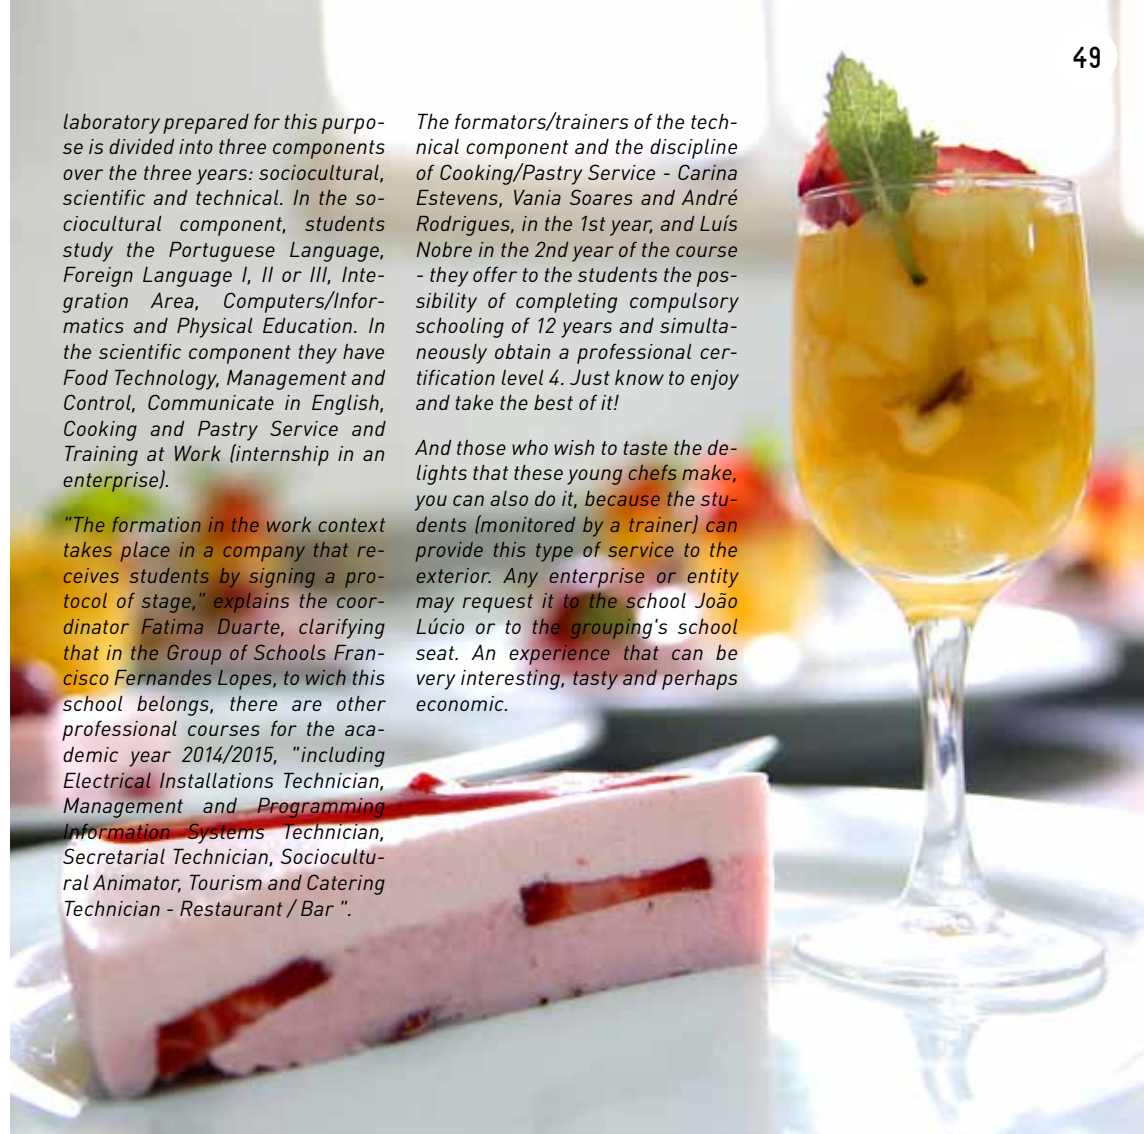 49
laboratory prepared for this purpo-
se is divided into three components
over the three years: sociocultural,
scientific and technical. In the so-
ciocultural component, students
study the Portuguese Language,
Foreign Language I, II or III, Inte-
gration Area, Computers/Infor-
matics and Physical Education. In
the scientific component they have
Food Technology, Management and
Control, Communicate in English,
Cooking and Pastry Service and
Training at Work (internship in an
enterprise).
"The formation in the work context
takes place in a company that re-
ceives students by signing a pro-
tocol of stage," explains the coor-
dinator Fatima Duarte, clarifying
that in the Group of Schools Fran-
cisco Fernandes Lopes, to wich this
school belongs, there are other
professional courses for the aca-
demic year 2014/2015, "including
Electrical Installations Technician,
Management and Programming
Information Systems Technician,
Secretarial Technician, Sociocultu-
ral Animator, Tourism and Catering
Technician - Restaurant / Bar ".
The formators/trainers of the tech-
nical component and the discipline
of Cooking/Pastry Service - Carina
Estevens, Vania Soares and André
Rodrigues, in the 1st year, and Luís
Nobre in the 2nd year of the course
- they offer to the students the pos-
sibility of completing compulsory
schooling of 12 years and simulta-
neously obtain a professional cer-
tification level 4. Just know to enjoy
and take the best of it!
And those who wish to taste the de-
lights that these young chefs make,
you can also do it, because the stu-
dents (monitored by a trainer) can
provide this type of service to the
exterior. Any enterprise or entity
may request it to the school João
Lúcio or to the grouping's school
seat. An experience that can be
very interesting, tasty and perhaps
economic.